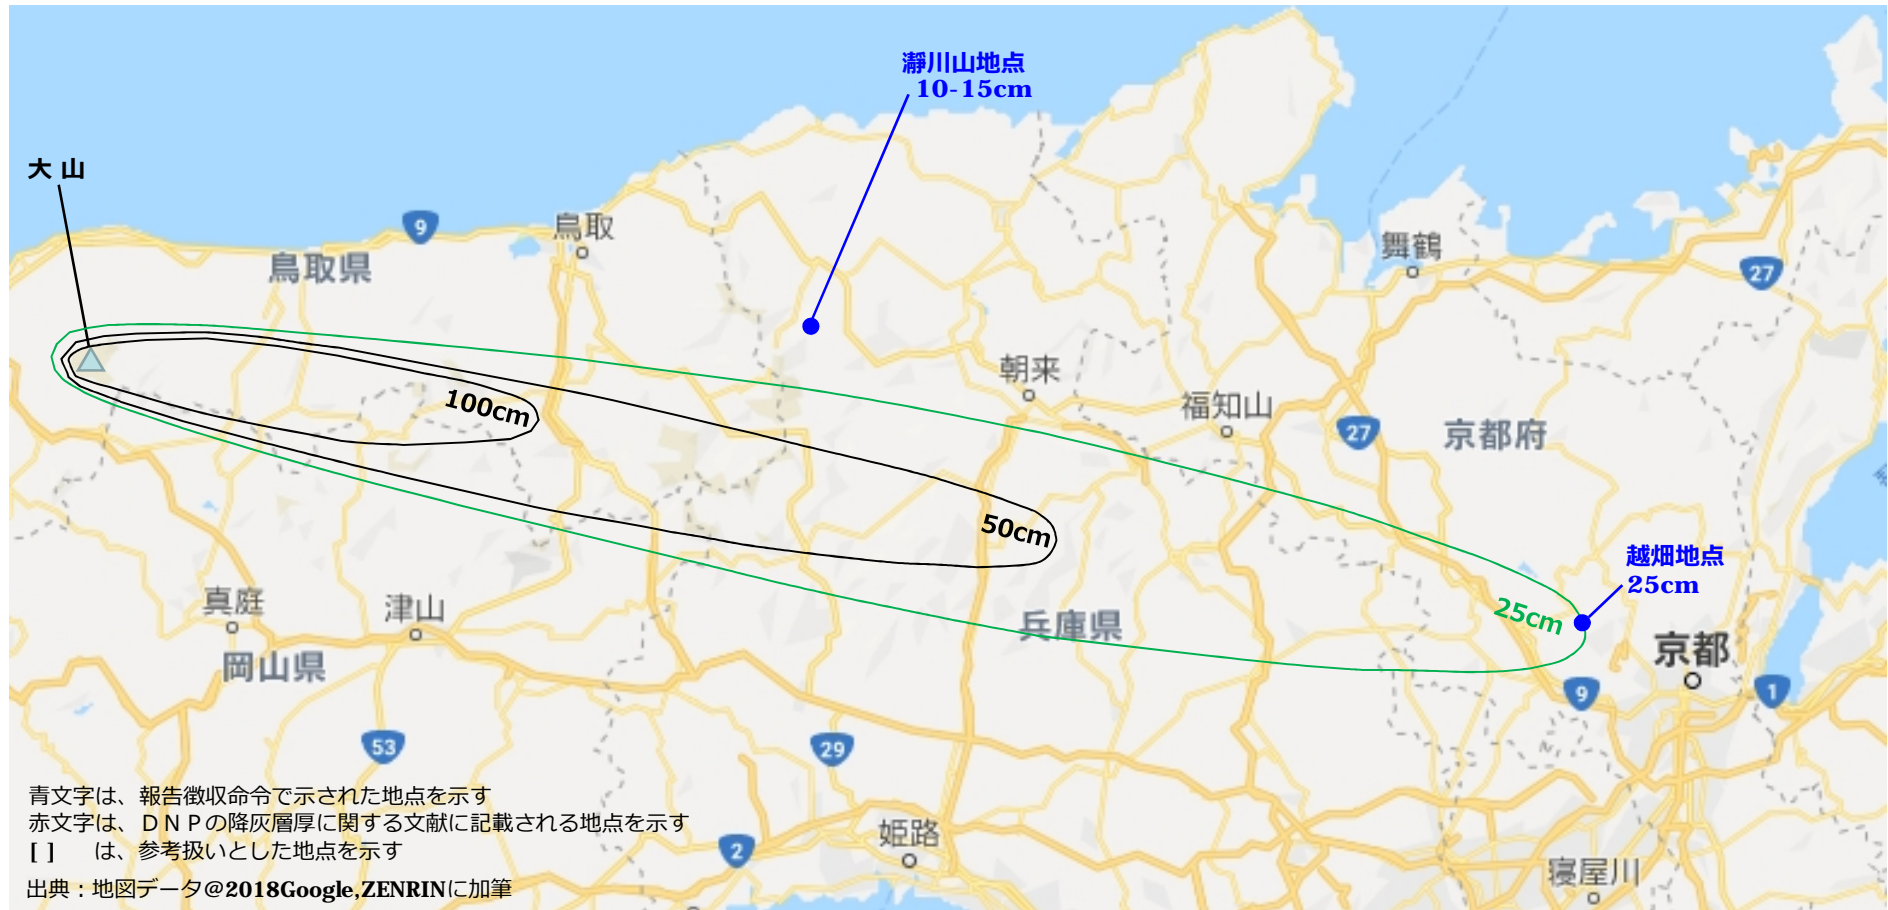 瀞川山地点
10-15cm
大 山
9
鳥取
鳥取県
舞鶴
27
朝来
福知山
100cm
27
京都府
50cm
越畑地点
25cm
25cm
真庭
津山
兵庫県
京都
岡山県
9
1
53
29
青文字は、報告徴収命令で示された地点を示す
赤文字は、ＤＮＰの降灰層厚に関する文献に記載される地点を示す
[ ]　は、参考扱いとした地点を示す
2
姫路
寝屋川
出典：地図データ@2018Google,ZENRINに加筆